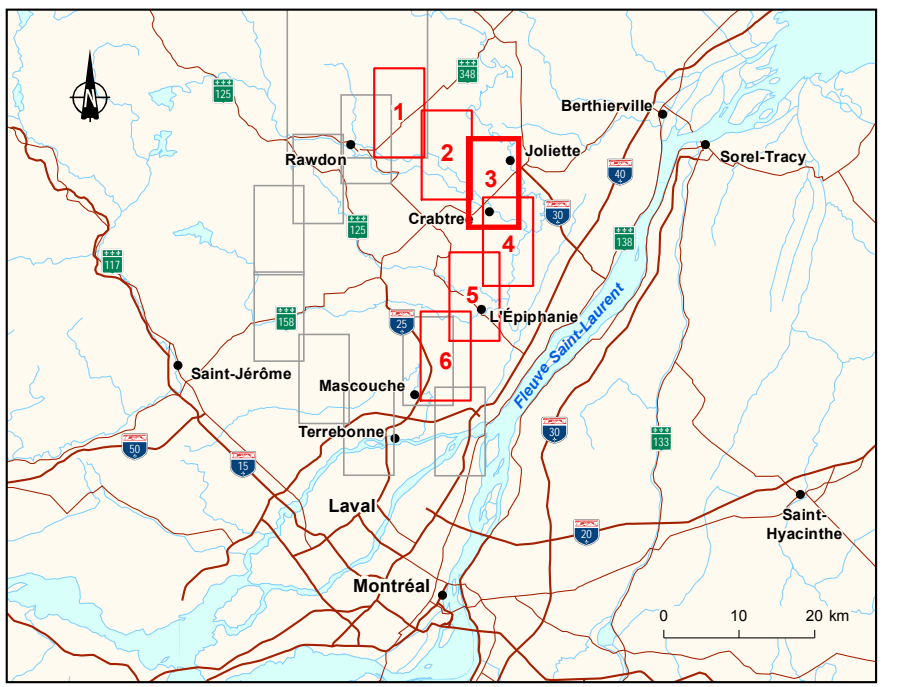 348
125
1
Berthierville
N
2
Joliette
Rawdon
Sorel-Tracy
3
40
Crabtree
30
125
4
138
117
5
L'Épiphanie
158
25
6
Fleuve Saint-Laurent
Saint-Jérôme
Mascouche
Terrebonne
30
133
50
15
Laval
Saint-
Hyacinthe
20
Montréal
0 10 20 km